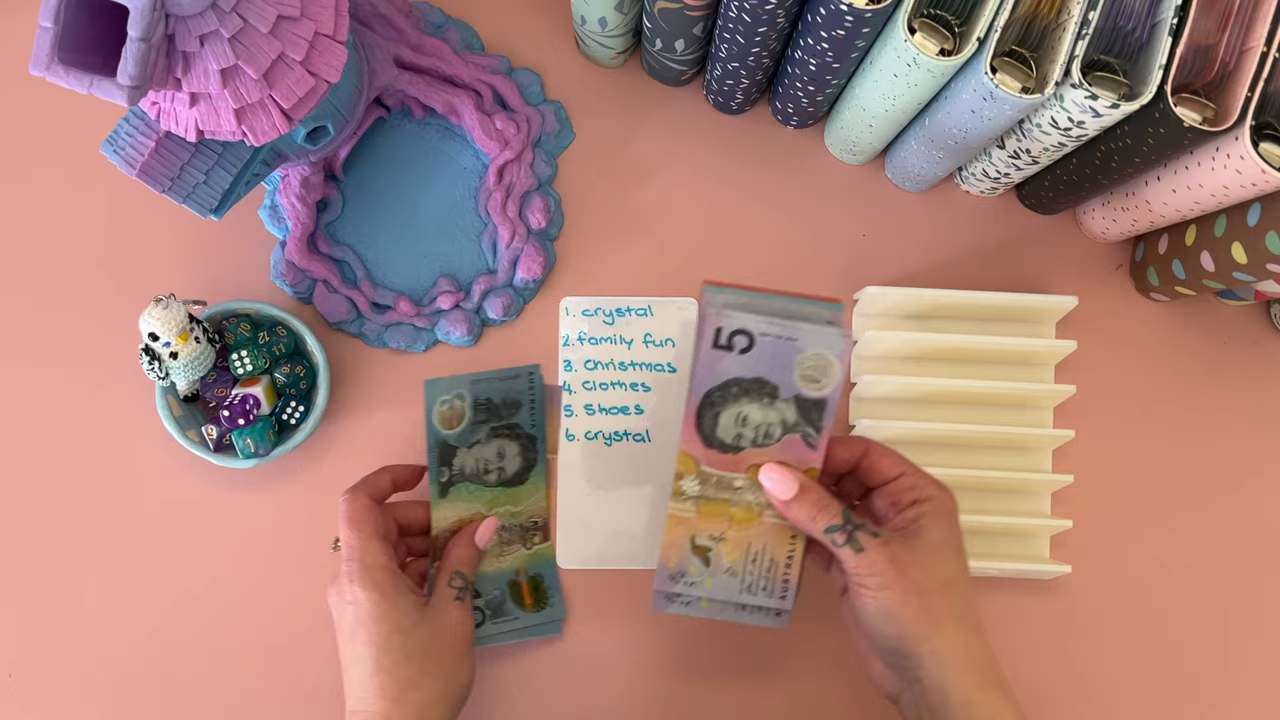 1. crystal
2. family fun
3. Christmas
4. Clothes
5. Shoes
6. crystal
5
AUSTRALIA
AUSTRALIA